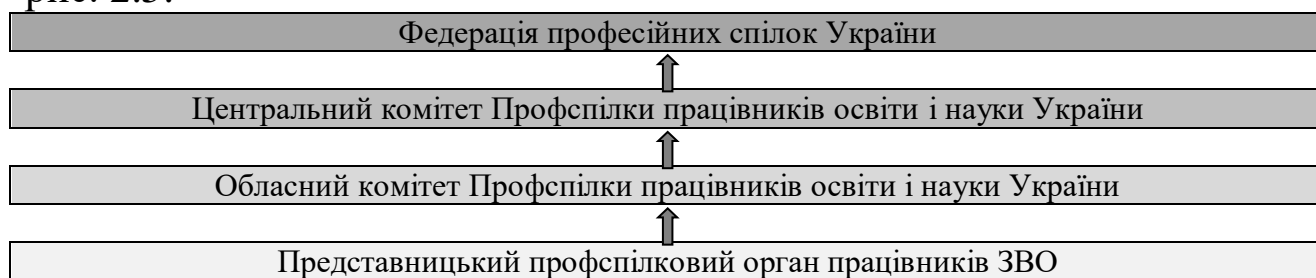 рис. 2.3.
Федерація професійних спілок України
Центральний комітет Профспілки працівників освіти і науки України
Обласний комітет Профспілки працівників освіти і науки України
Представницький профспілковий орган працівників ЗВО